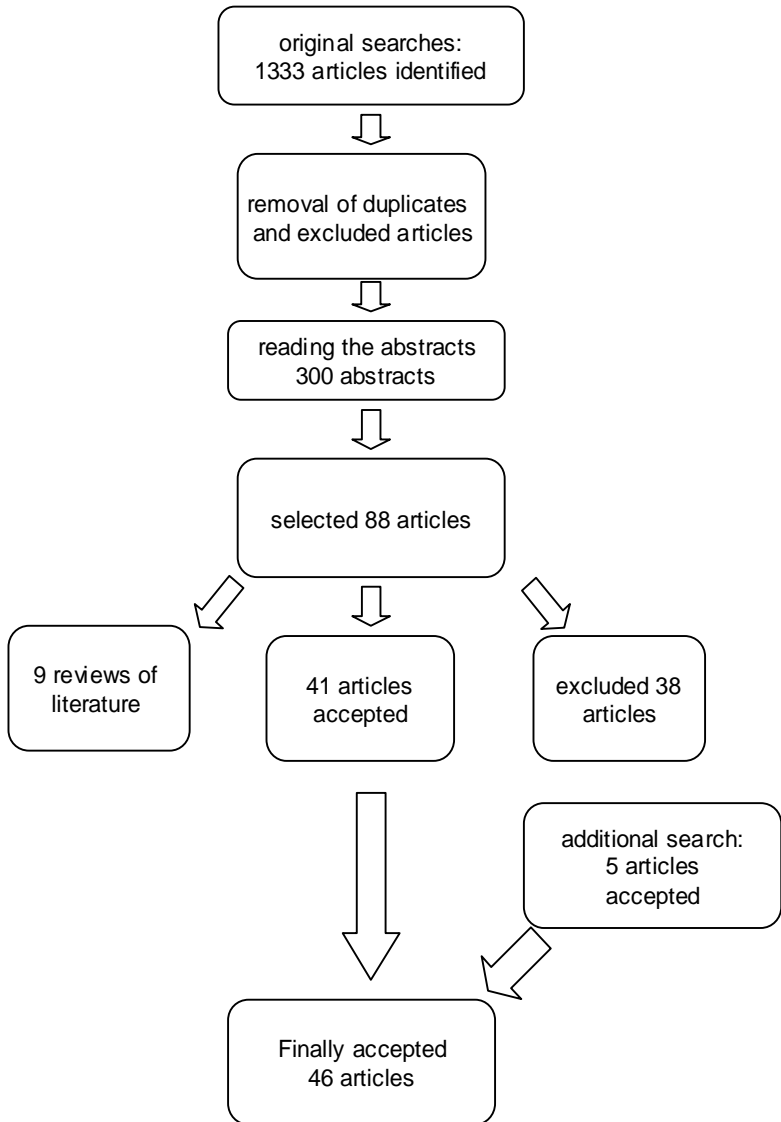 original searches:
1333 articles identified
removal of duplicates
and excluded articles
reading the abstracts
300 abstracts
selected 88 articles
9 reviews of
literature
41 articles
accepted
excluded 38
articles
additional search:
5 articles
accepted
Finally accepted
46 articles